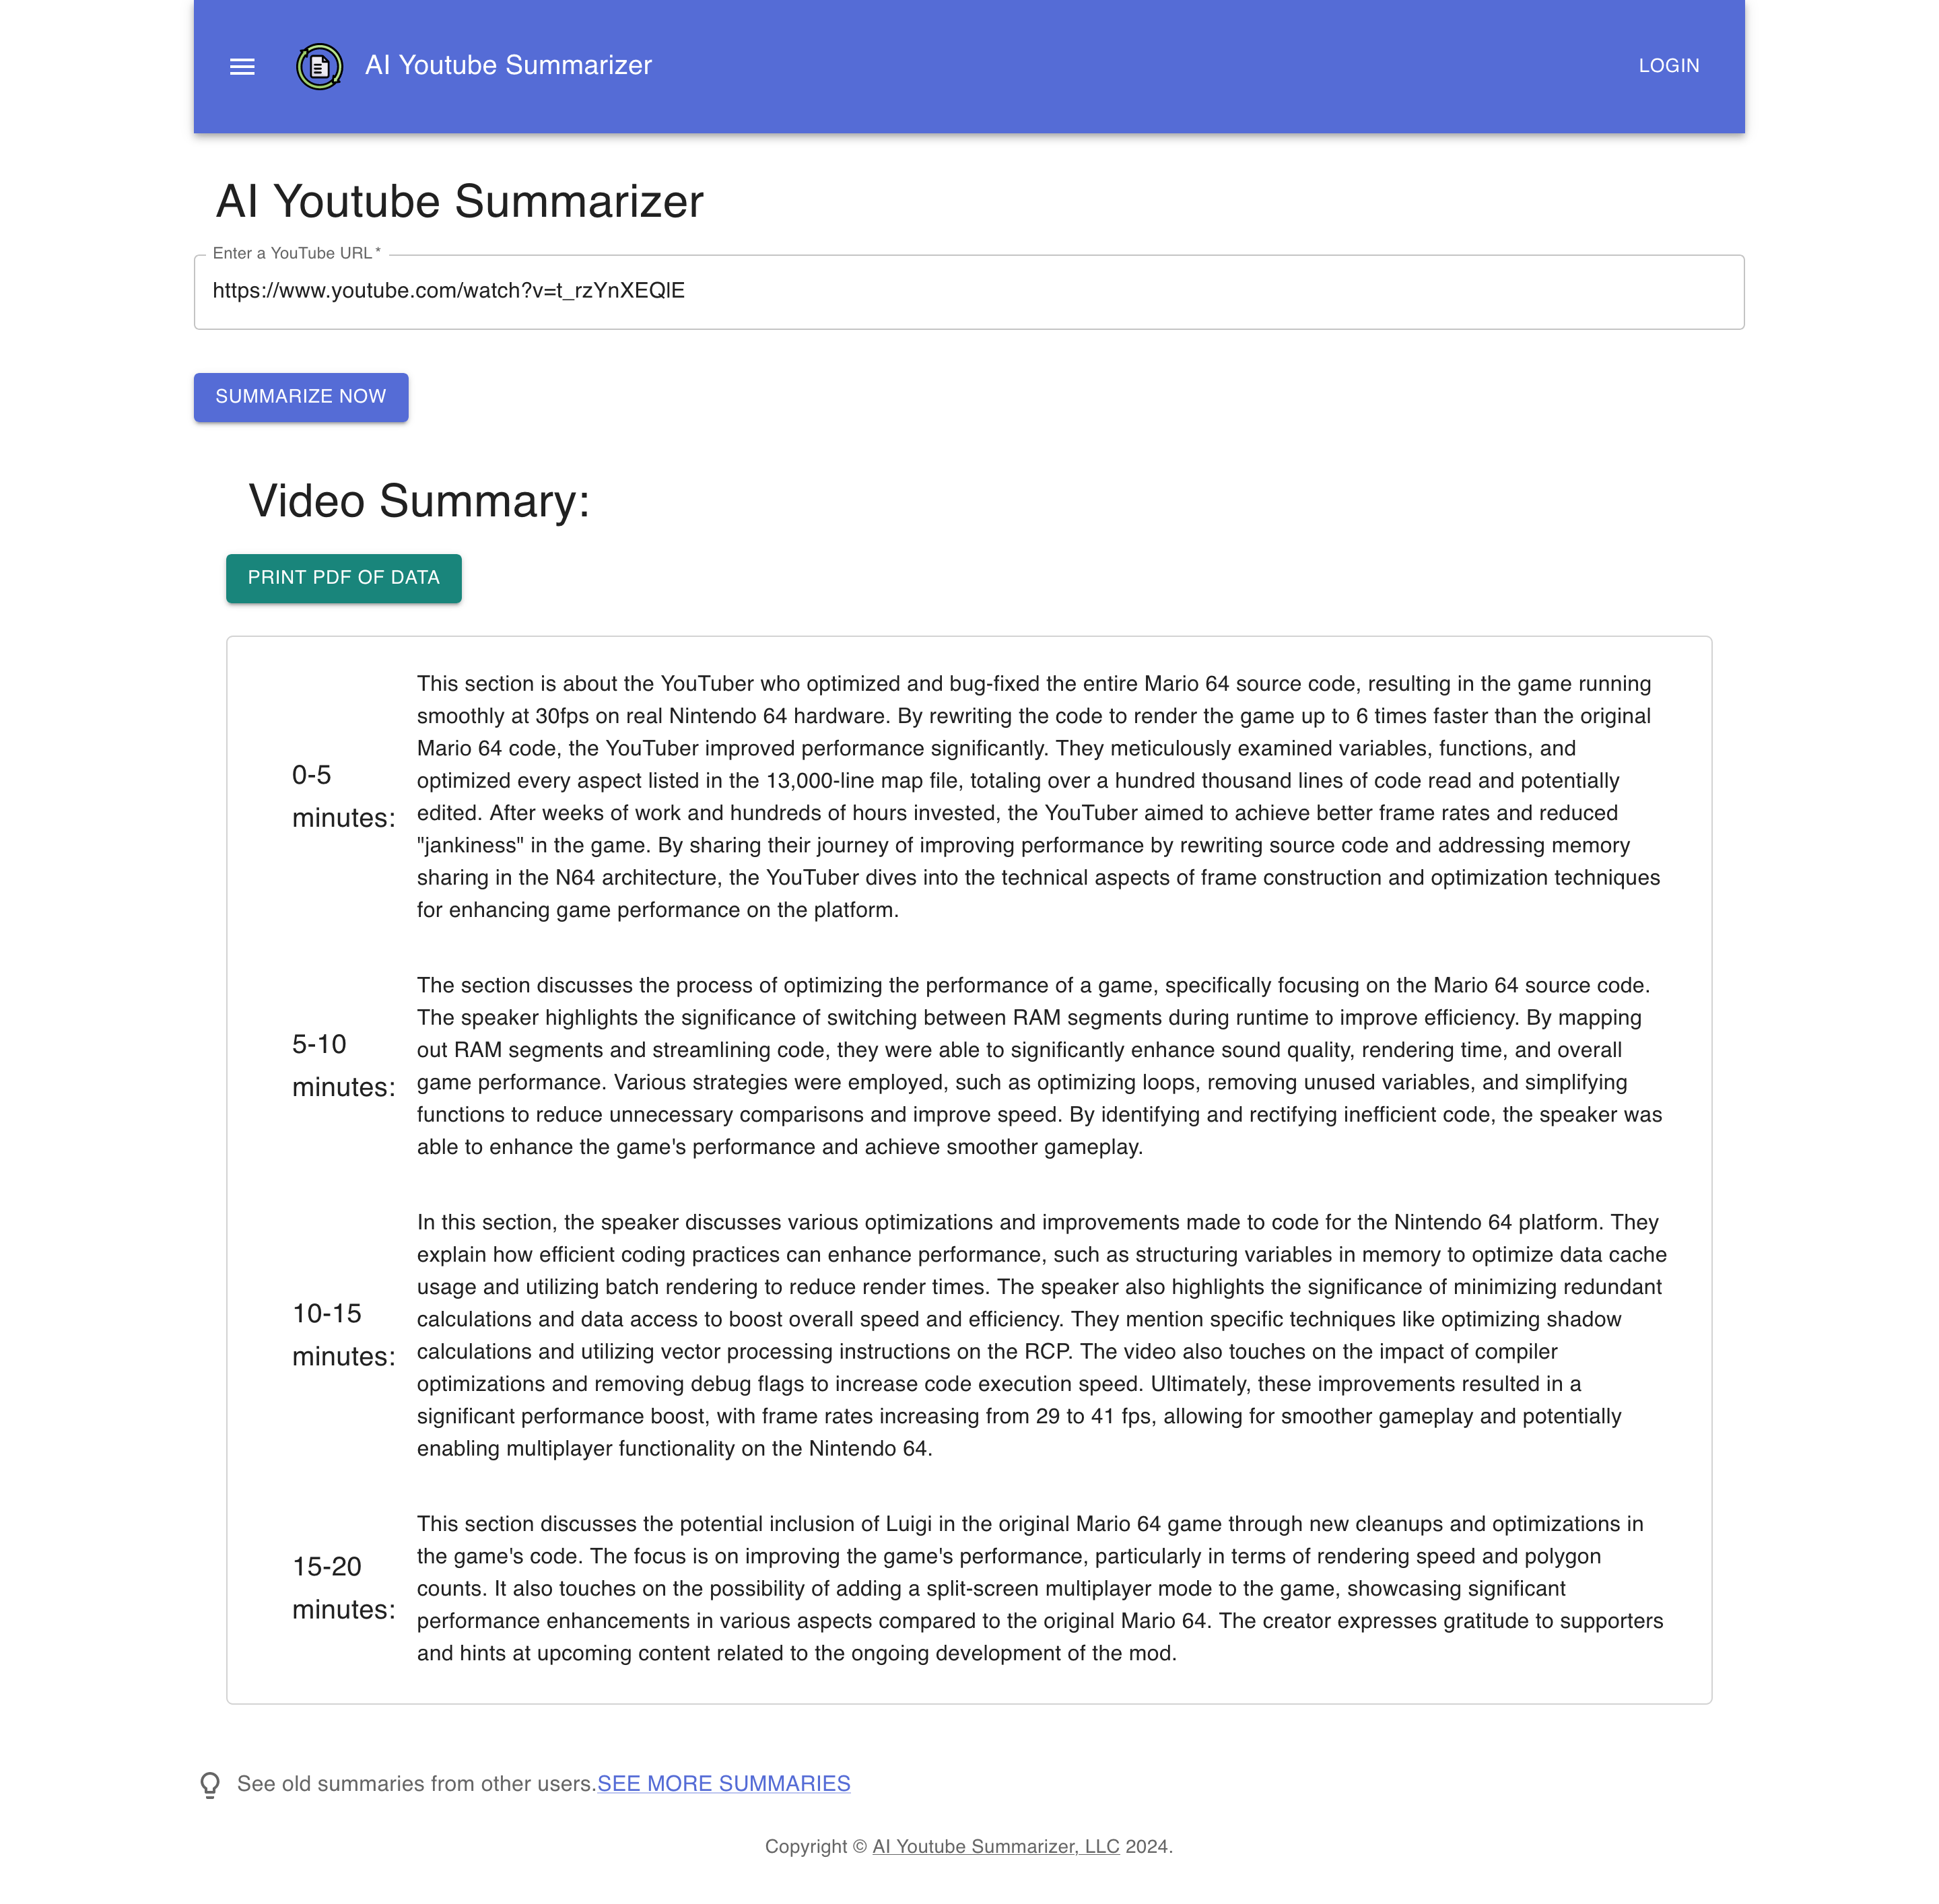 AI Youtube Summarizer
LOGIN
AI Youtube Summarizer
Enter a YouTube URL *
https://www.youtube.com/watch?v=t_rzYnXEQlE
SUMMARIZE NOW
Video Summary:
PRINT PDF OF DATA
0-5
minutes:
This section is about the YouTuber who optimized and bug-fixed the entire Mario 64 source code, resulting in the game running
smoothly at 30fps on real Nintendo 64 hardware. By rewriting the code to render the game up to 6 times faster than the original
Mario 64 code, the YouTuber improved performance significantly. They meticulously examined variables, functions, and
optimized every aspect listed in the 13,000-line map file, totaling over a hundred thousand lines of code read and potentially
edited. After weeks of work and hundreds of hours invested, the YouTuber aimed to achieve better frame rates and reduced
"jankiness" in the game. By sharing their journey of improving performance by rewriting source code and addressing memory
sharing in the N64 architecture, the YouTuber dives into the technical aspects of frame construction and optimization techniques
for enhancing game performance on the platform.
5-10
minutes:
The section discusses the process of optimizing the performance of a game, specifically focusing on the Mario 64 source code.
The speaker highlights the significance of switching between RAM segments during runtime to improve efficiency. By mapping
out RAM segments and streamlining code, they were able to significantly enhance sound quality, rendering time, and overall
game performance. Various strategies were employed, such as optimizing loops, removing unused variables, and simplifying
functions to reduce unnecessary comparisons and improve speed. By identifying and rectifying inefficient code, the speaker was
able to enhance the game's performance and achieve smoother gameplay.
10-15
minutes:
In this section, the speaker discusses various optimizations and improvements made to code for the Nintendo 64 platform. They
explain how efficient coding practices can enhance performance, such as structuring variables in memory to optimize data cache
usage and utilizing batch rendering to reduce render times. The speaker also highlights the significance of minimizing redundant
calculations and data access to boost overall speed and efficiency. They mention specific techniques like optimizing shadow
calculations and utilizing vector processing instructions on the RCP. The video also touches on the impact of compiler
optimizations and removing debug flags to increase code execution speed. Ultimately, these improvements resulted in a
significant performance boost, with frame rates increasing from 29 to 41 fps, allowing for smoother gameplay and potentially
enabling multiplayer functionality on the Nintendo 64.
15-20
minutes:
This section discusses the potential inclusion of Luigi in the original Mario 64 game through new cleanups and optimizations in
the game's code. The focus is on improving the game's performance, particularly in terms of rendering speed and polygon
counts. It also touches on the possibility of adding a split-screen multiplayer mode to the game, showcasing significant
performance enhancements in various aspects compared to the original Mario 64. The creator expresses gratitude to supporters
and hints at upcoming content related to the ongoing development of the mod.
See old summaries from other users.SEE MORE SUMMARIES
Copyright © AI Youtube Summarizer, LLC 2024.